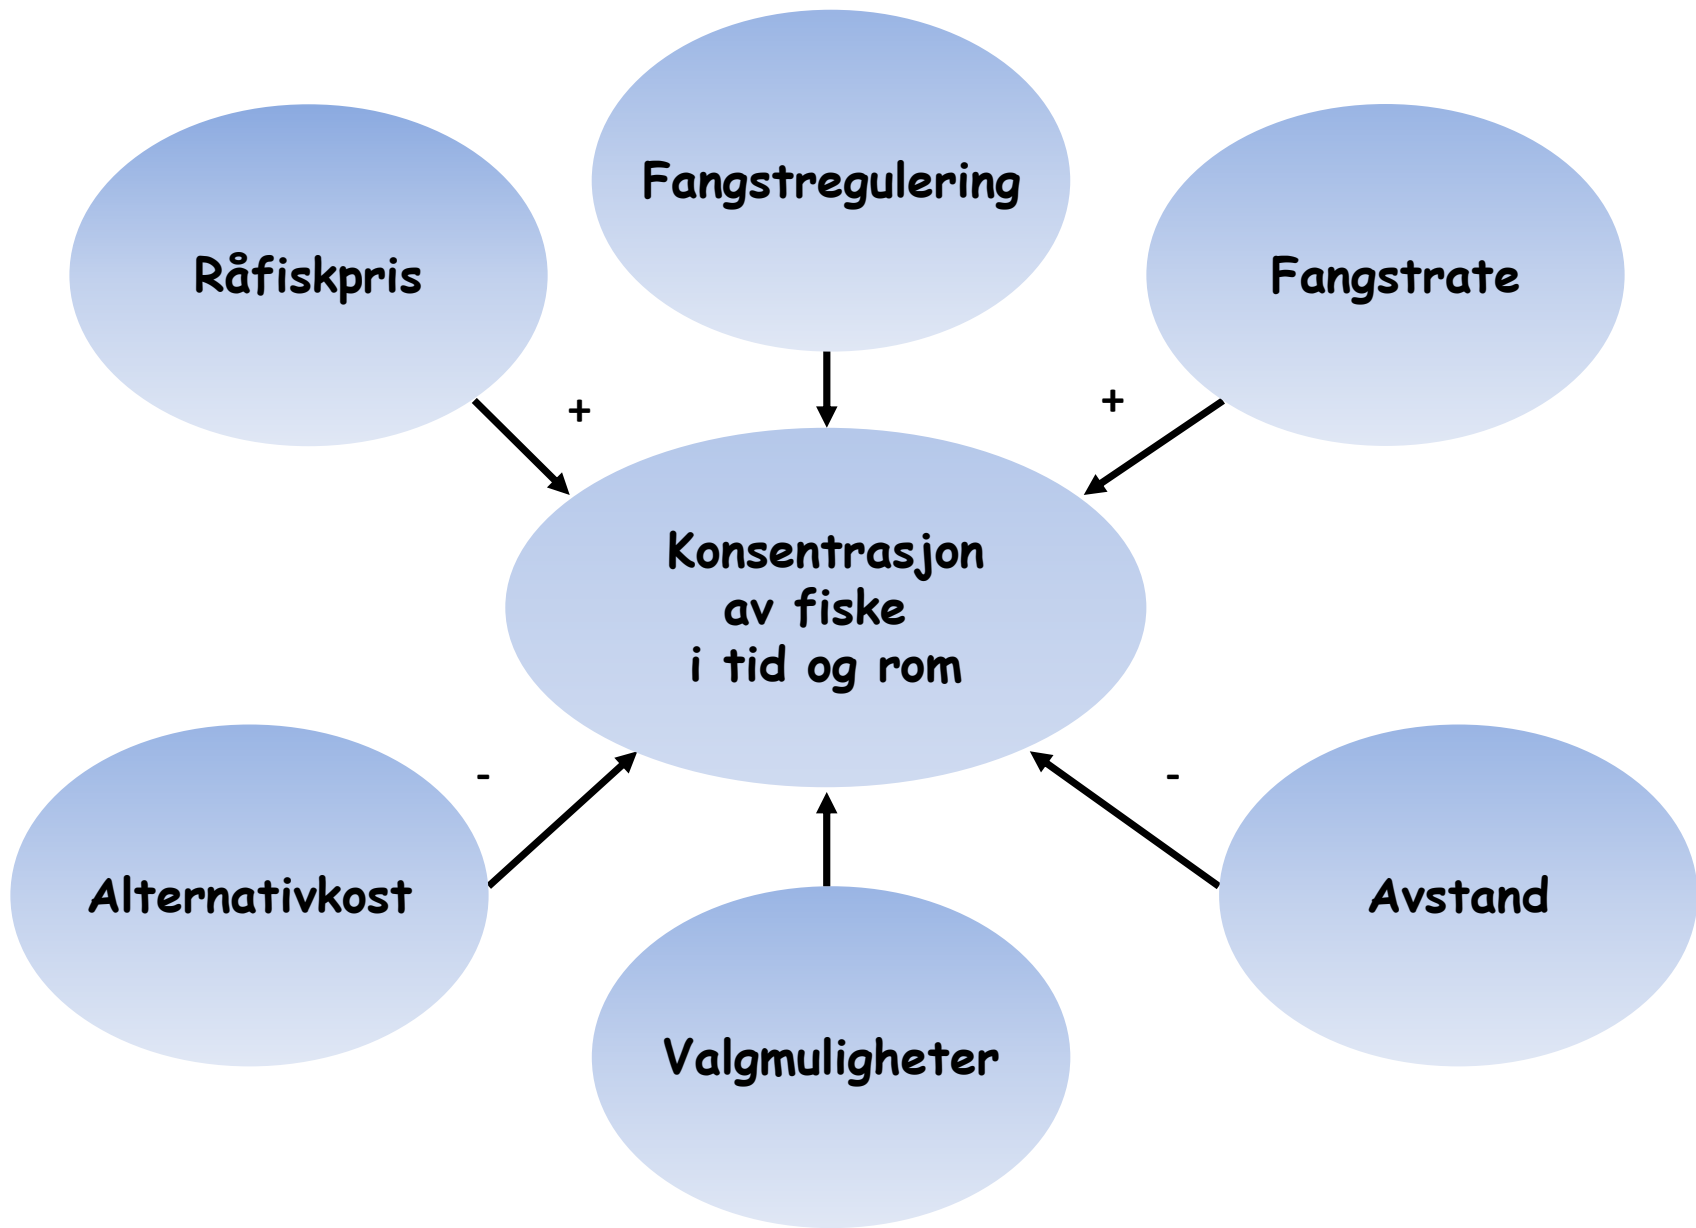 Fangstregulering
Råfiskpris
Fangstrate
+
+
Konsentrasjon
av fiske
i tid og rom
-
-
Alternativkost
Avstand
Valgmuligheter